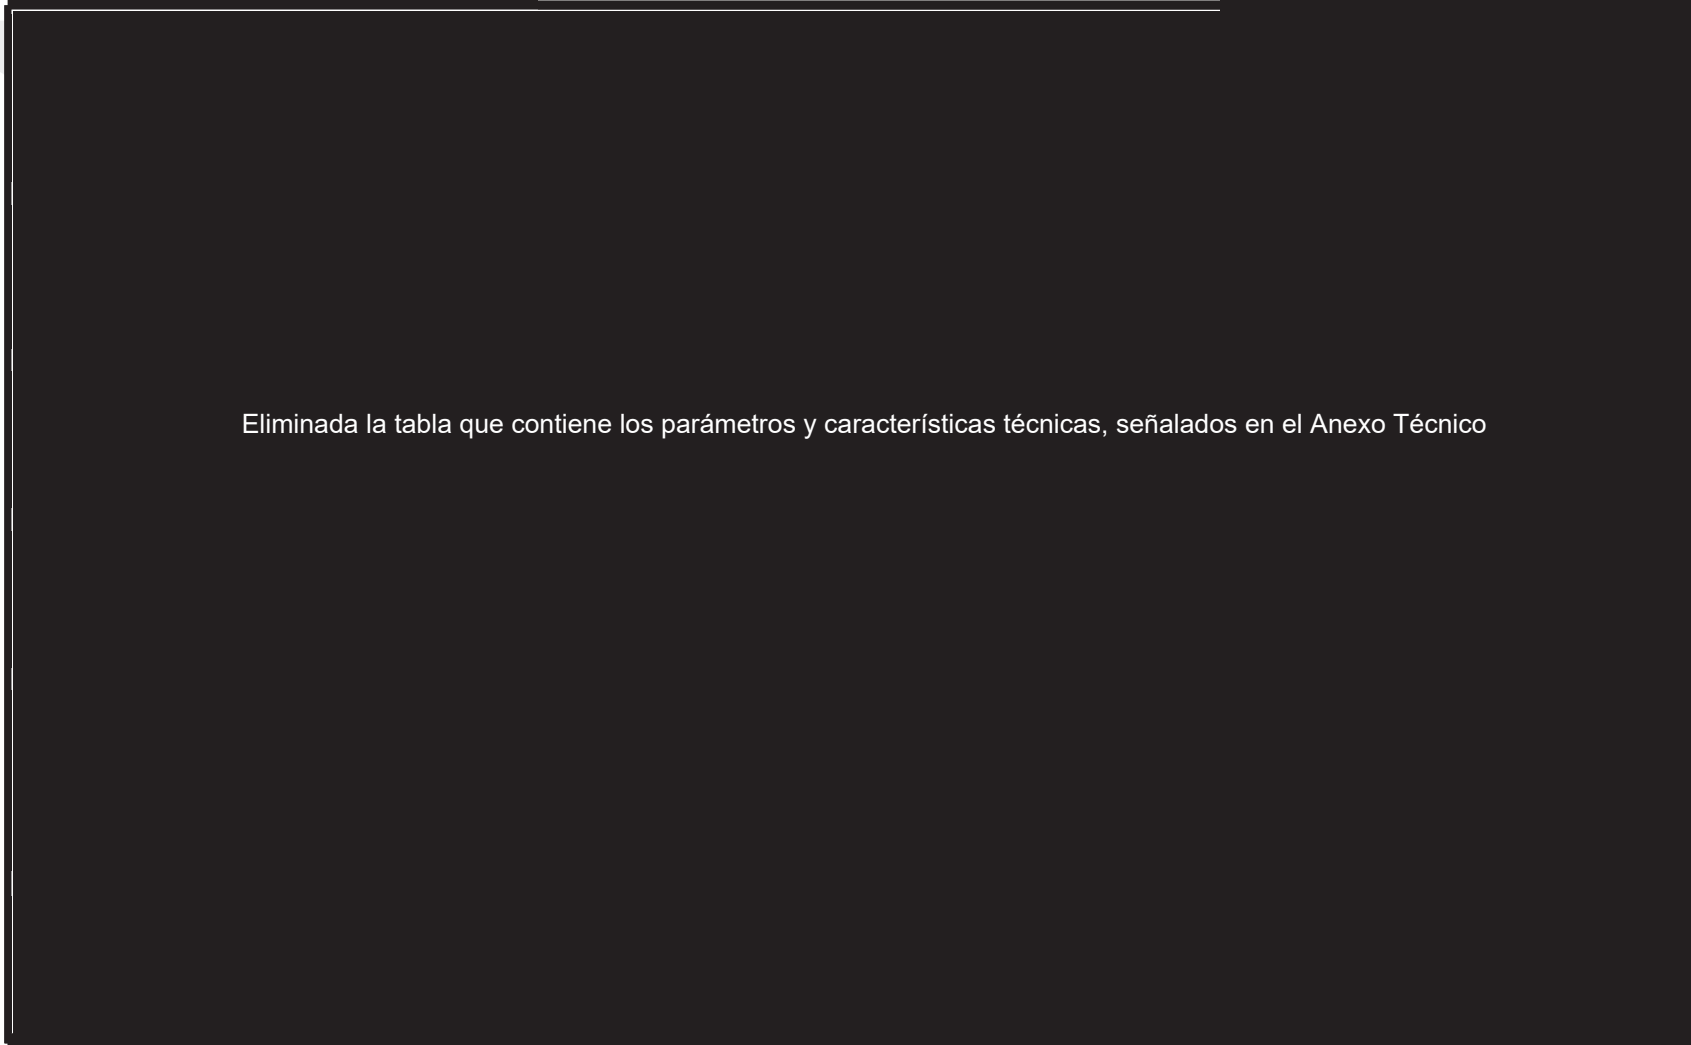 Eliminada la tabla que contiene los parámetros y características técnicas, señalados en el Anexo Técnico